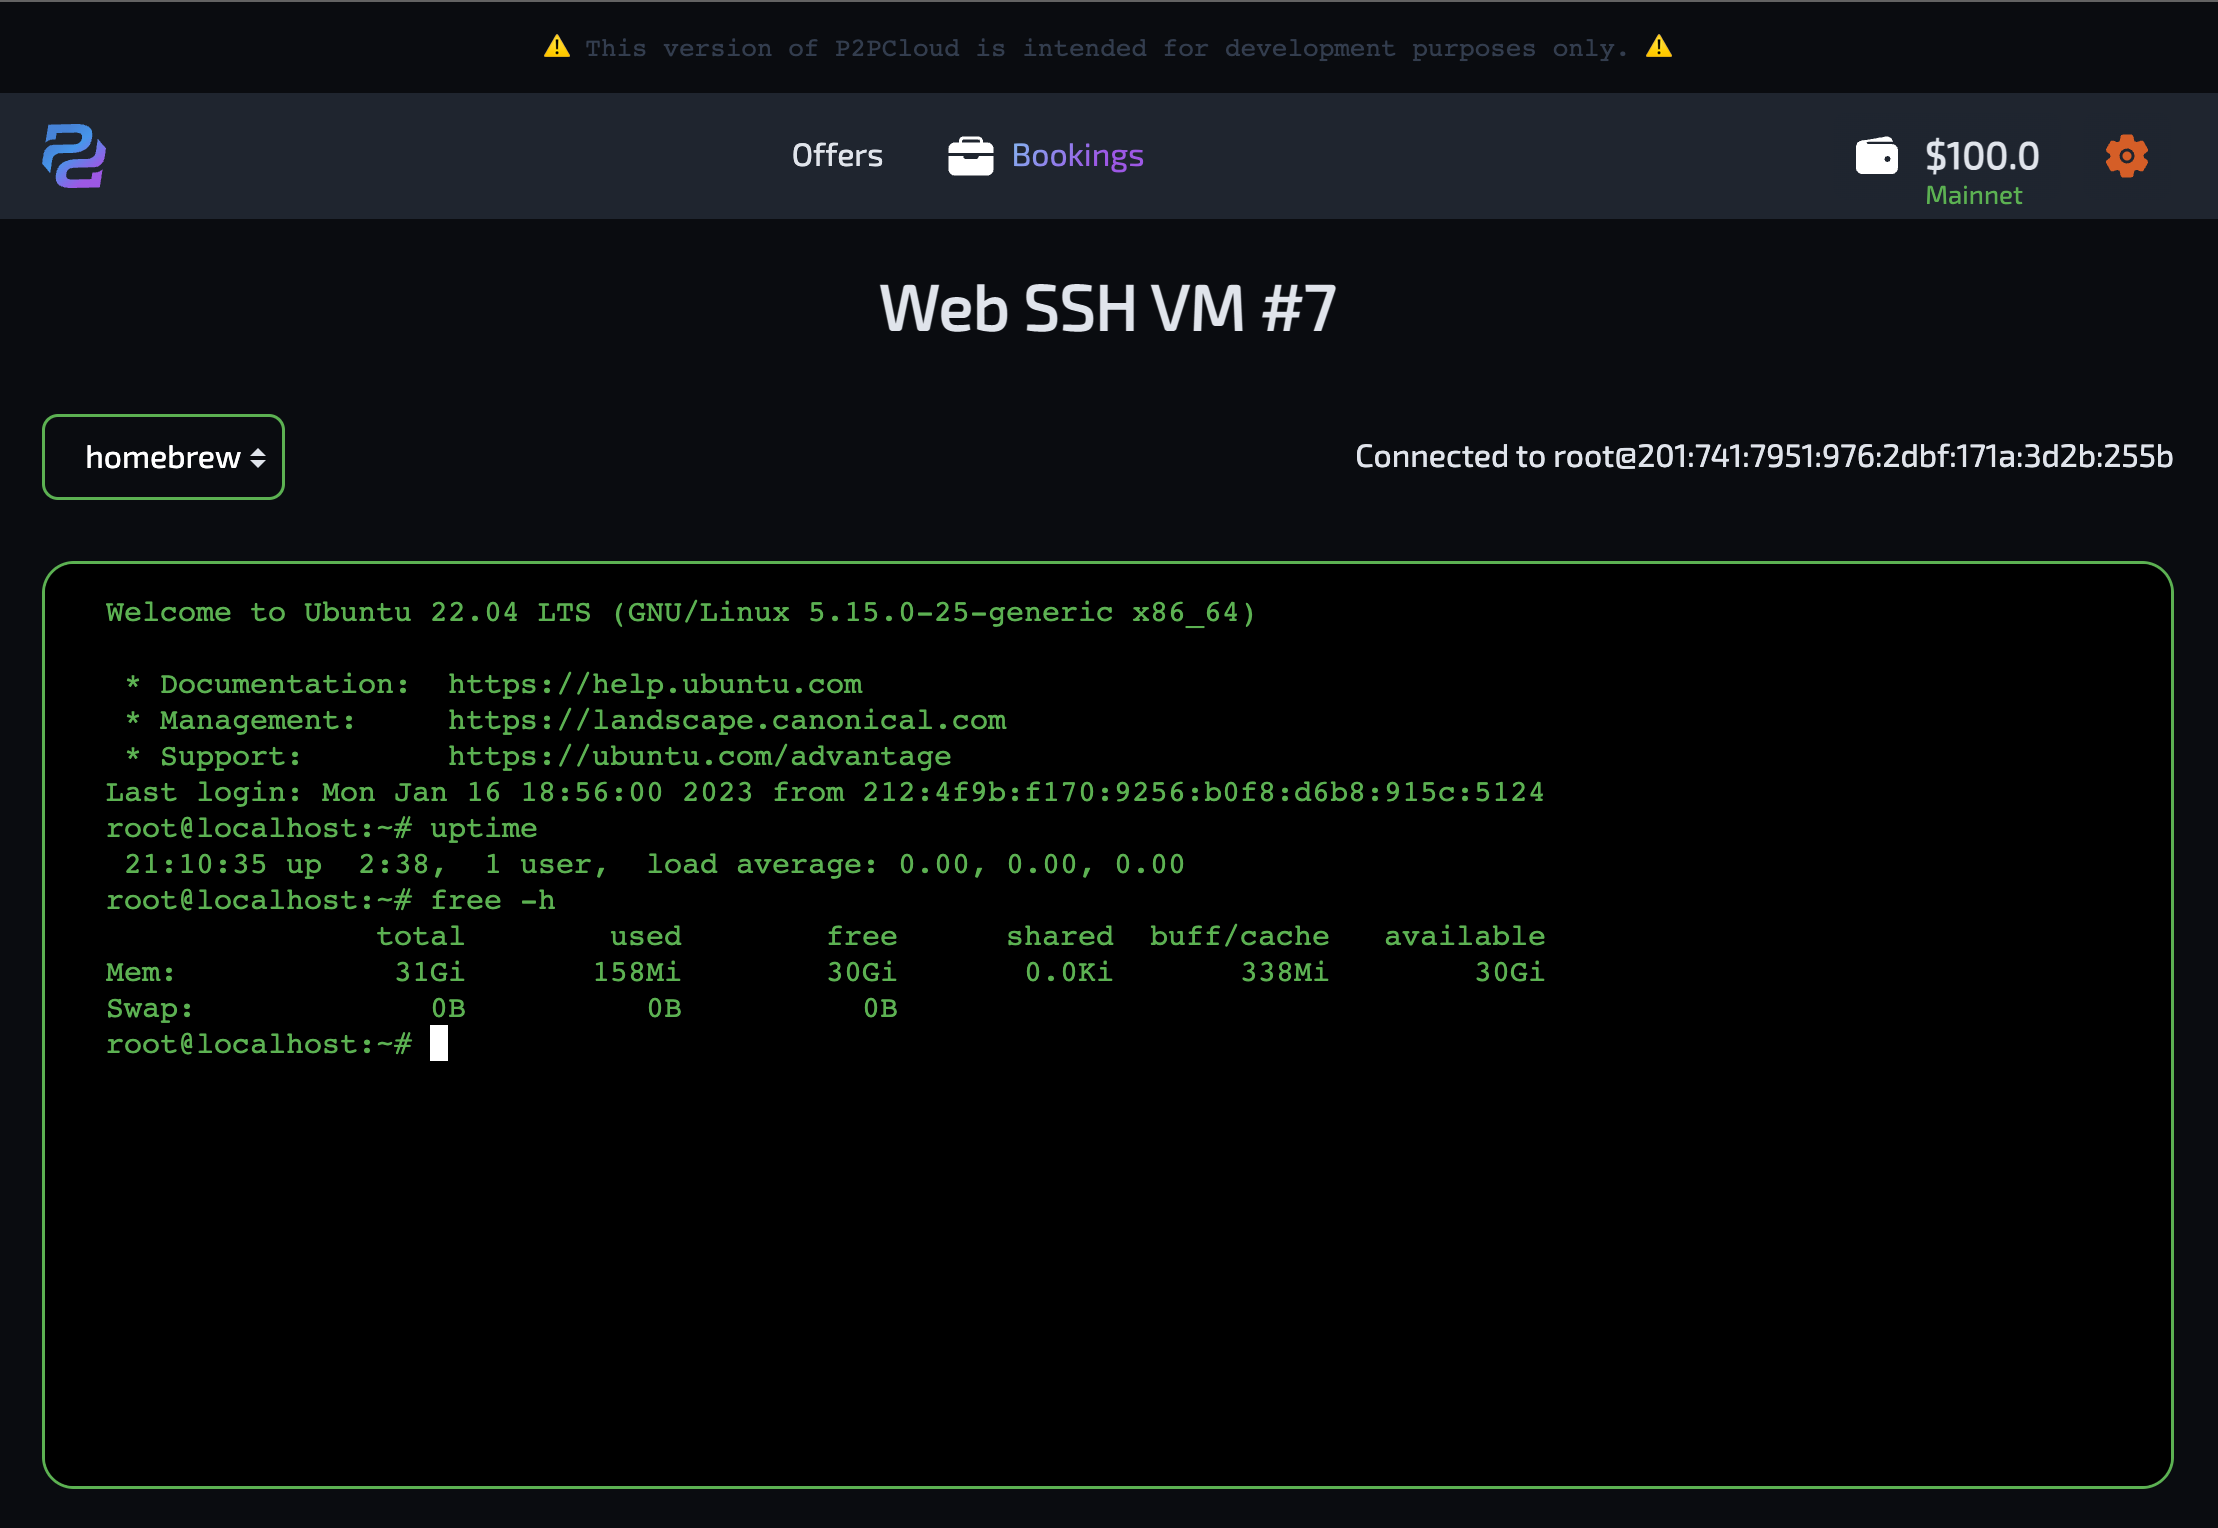 ⚠️ This version of P2PCloud is intended for development purposes only. ⚠️
Offers Bookings $100.0
Mainnet
Web SSH VM #7
homebrew Connected to root@201:741:7951:976:2dbf:171a:3d2b:255b
Welcome to Ubuntu 22.04 LTS (GNU/Linux 5.15.0-25-generic x86_64)
 * Documentation:  https://help.ubuntu.com
 * Management:     https://landscape.canonical.com
 * Support:        https://ubuntu.com/advantage
Last login: Mon Jan 16 18:56:00 2023 from 212:4f9b:f170:9256:b0f8:d6b8:915c:5124
root@localhost:~# uptime
 21:10:35 up  2:38,  1 user,  load average: 0.00, 0.00, 0.00
root@localhost:~# free -h
               total        used        free      shared  buff/cache   available
Mem:            31Gi       158Mi        30Gi       0.0Ki       338Mi        30Gi
Swap:             0B          0B          0B
root@localhost:~#